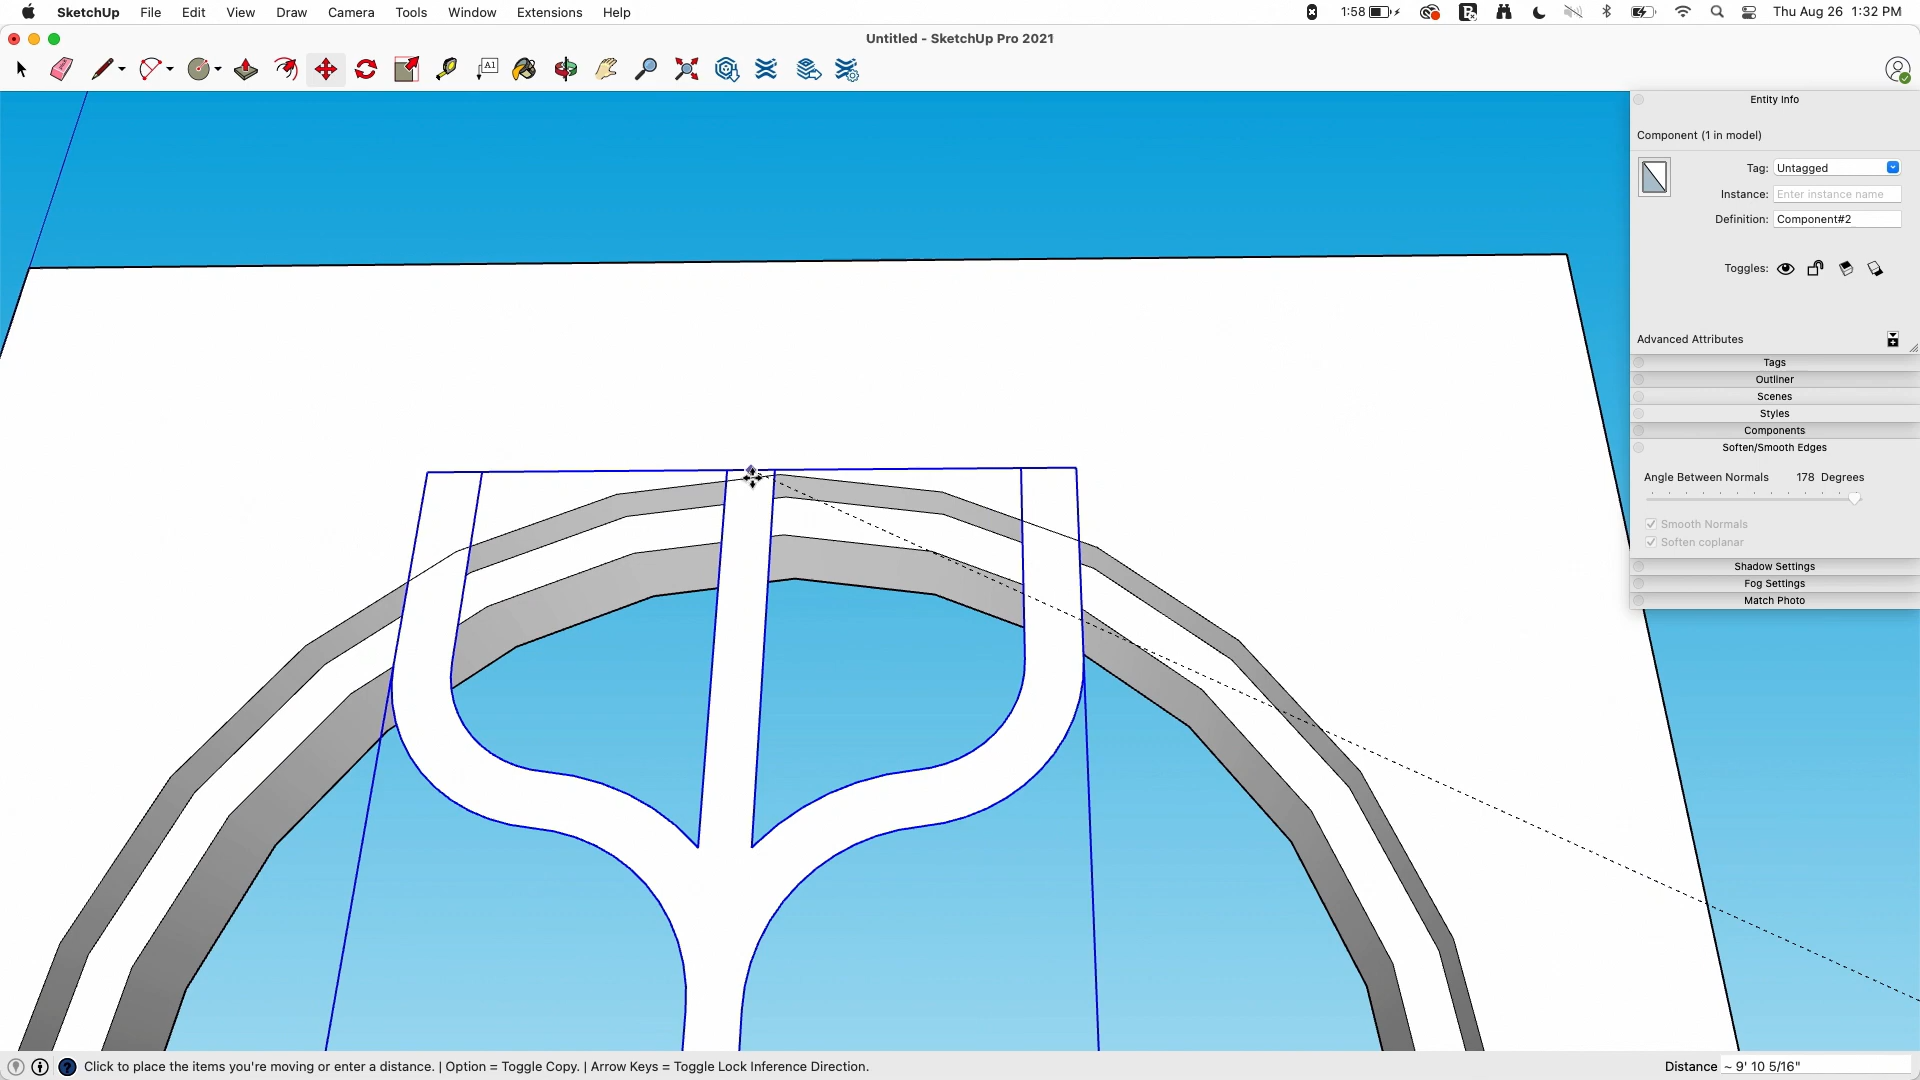 SketchUp File Edit View Draw Camera Tools Window Extensions Help 1:58 Thu Aug 26 1:32 PM
Untitled - SketchUp Pro 2021
A1
Entity Info
Component (1 in model)
Tag: Untagged
Instance: Enter instance name
Definition: Component#2
Toggles:
Advanced Attributes
Tags
Outliner
Scenes
Styles
Components
Soften/Smooth Edges
Angle Between Normals 178 Degrees
Smooth Normals
Soften coplanar
Shadow Settings
Fog Settings
Match Photo
Click to place the items you're moving or enter a distance. | Option = Toggle Copy. | Arrow Keys = Toggle Lock Inference Direction. Distance ~ 9' 10 5/16"